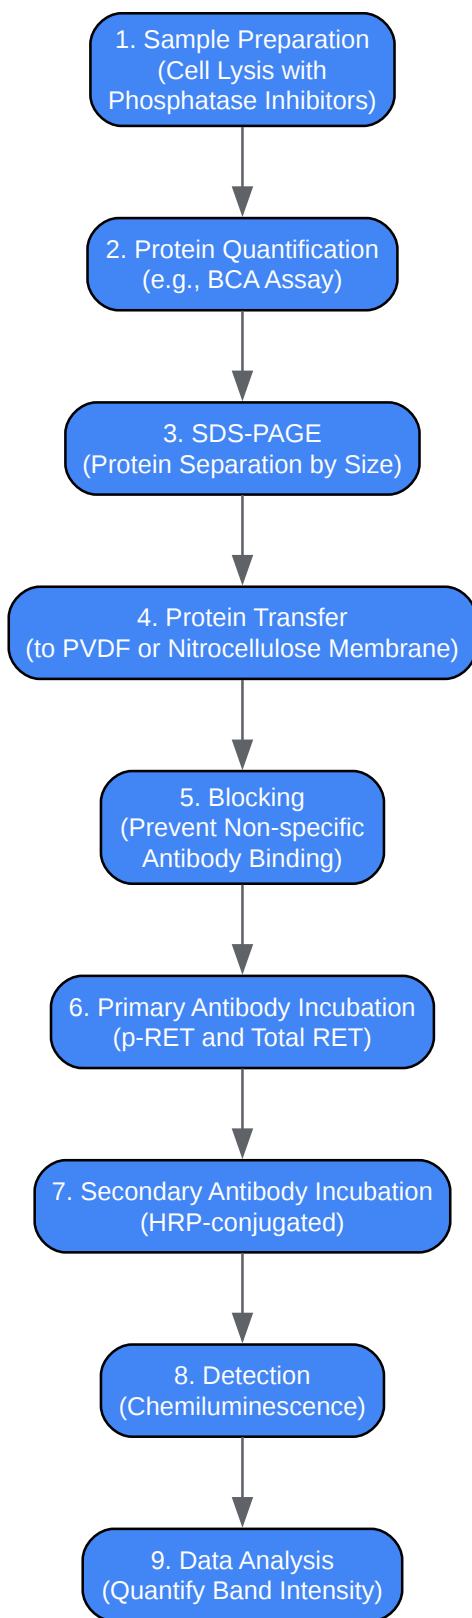 1. Sample Preparation
(Cell Lysis with
Phosphatase Inhibitors)
2. Protein Quantification
(e.g., BCA Assay)
3. SDS-PAGE
(Protein Separation by Size)
4. Protein Transfer
(to PVDF or Nitrocellulose Membrane)
5. Blocking
(Prevent Non-specific
Antibody Binding)
6. Primary Antibody Incubation
(p-RET and Total RET)
7. Secondary Antibody Incubation
(HRP-conjugated)
8. Detection
(Chemiluminescence)
9. Data Analysis
(Quantify Band Intensity)